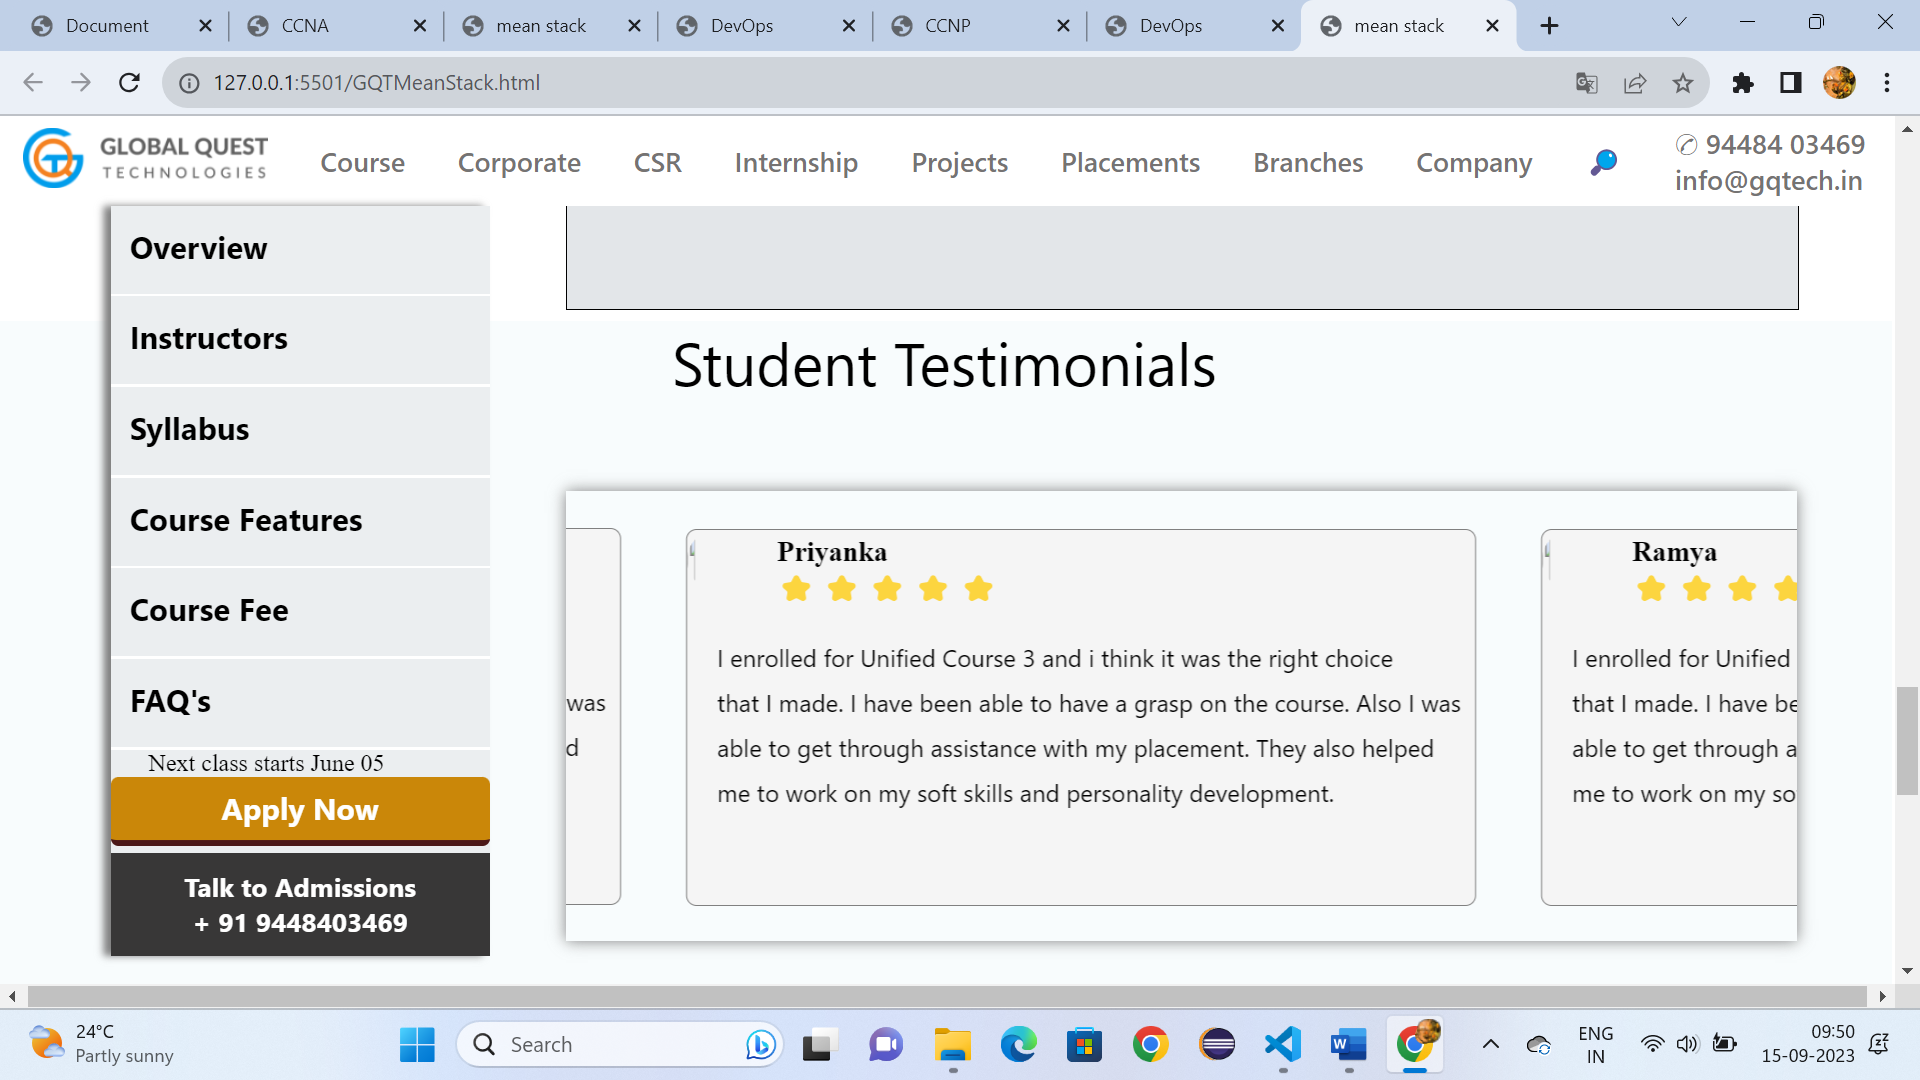 Document
CCNA
mean stack
DevOps
CCNP
DevOps
mean stack
127.0.0.1:5501/GQTMeanStack.html
GLOBAL QUEST
TECHNOLOGIES
Course
Corporate
CSR
Internship
Projects
Placements
Branches
Company
✆ 94484 03469
info@gqtech.in
Overview
Instructors
Syllabus
Course Features
Course Fee
FAQ's
Next class starts June 05
Apply Now
Talk to Admissions
+ 91 9448403469
Student Testimonials
was
d
Priyanka
I enrolled for Unified Course 3 and i think it was the right choice
that I made. I have been able to have a grasp on the course. Also I was
able to get through assistance with my placement. They also helped
me to work on my soft skills and personality development.
Ramya
I enrolled for Unified
that I made. I have be
able to get through a
me to work on my so
24°C
Partly sunny
Search
ENG
IN
09:50
15-09-2023